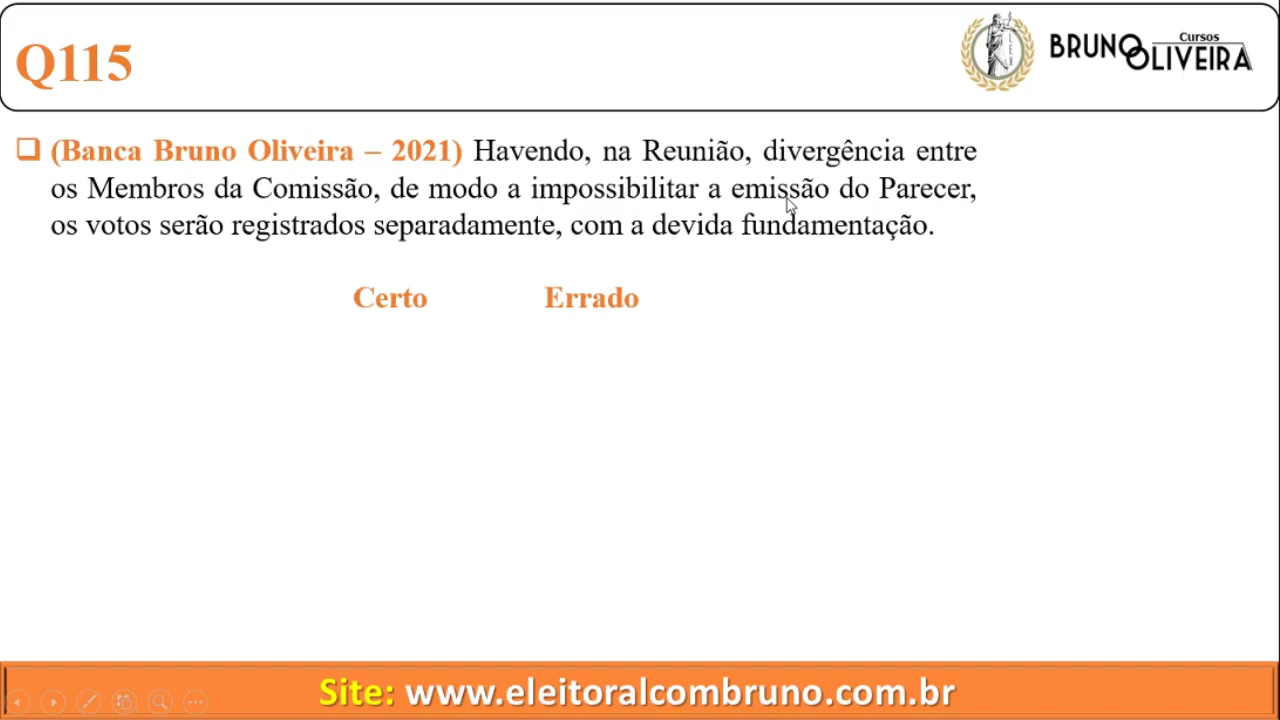 Q115
Cursos
BRUNO
OLIVEIRA
(Banca Bruno Oliveira – 2021) Havendo, na Reunião, divergência entre
os Membros da Comissão, de modo a impossibilitar a emissão do Parecer,
os votos serão registrados separadamente, com a devida fundamentação.
Certo Errado
Site: www.eleitoralcombruno.com.br